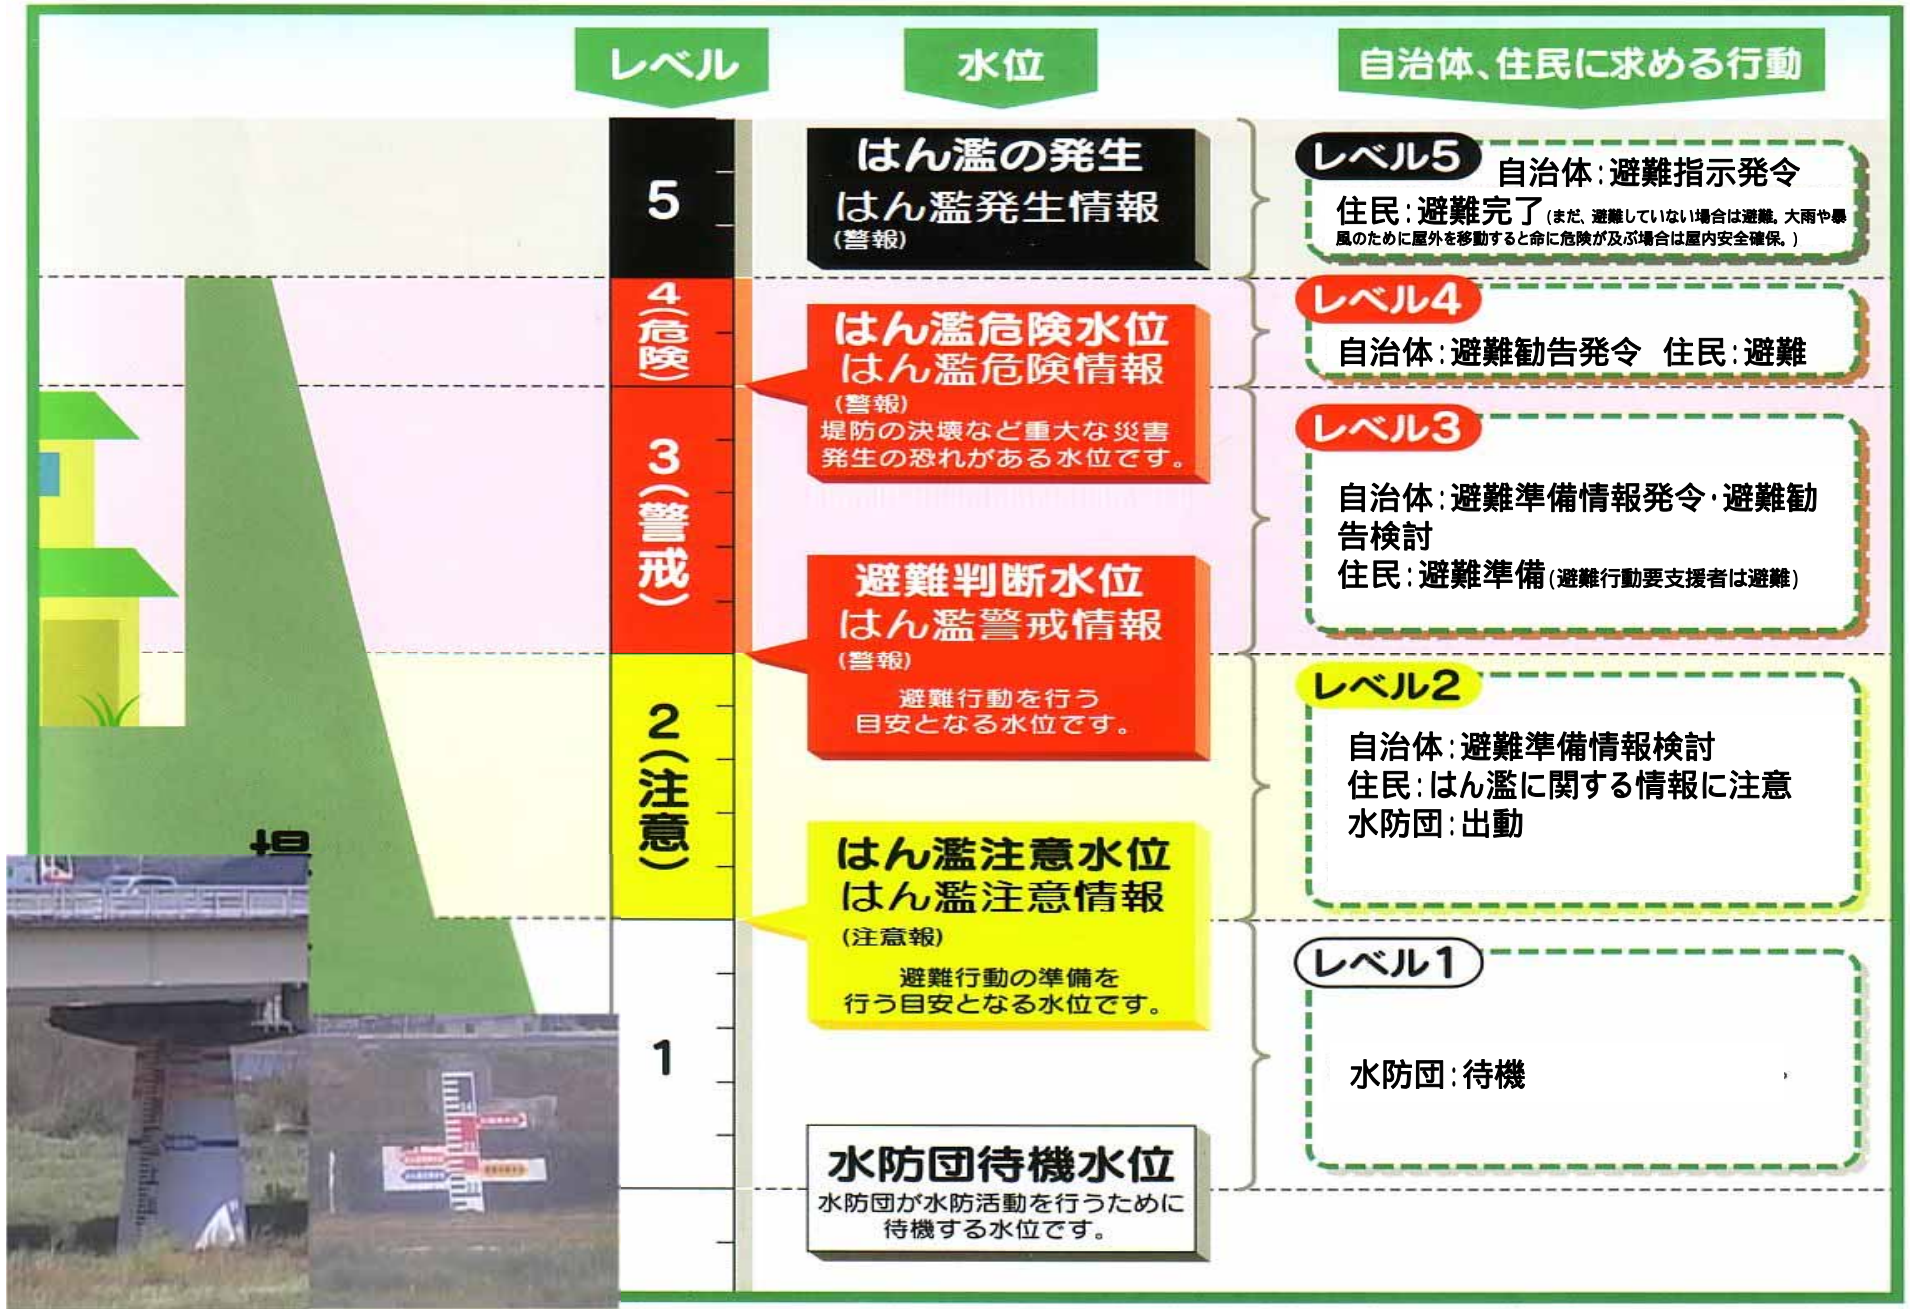 レベル
水位
自治体、住民に求める行動
5
はん濫の発生
はん濫発生情報
(警報)
レベル5
自治体:避難指示発令
住民:避難完了(まだ、避難していない場合は避難。大雨や暴
風のために屋外を移動すると命に危険が及ぶ場合は屋内安全確保。)
4(危険)
はん濫危険水位
はん濫危険情報
(警報)
堤防の決壊など重大な災害
発生の恐れがある水位です。
レベル4
自治体:避難勧告発令 住民:避難
3(警戒)
避難判断水位
はん濫警戒情報
(警報)
避難行動を行う
目安となる水位です。
レベル3
自治体:避難準備情報発令・避難勧
告検討
住民:避難準備(避難行動要支援者は避難)
2(注意)
はん濫注意水位
はん濫注意情報
(注意報)
避難行動の準備を
行う目安となる水位です。
レベル2
自治体:避難準備情報検討
住民:はん濫に関する情報に注意
水防団:出動
1
水防団待機水位
水防団が水防活動を行うために
待機する水位です。
レベル1
水防団:待機